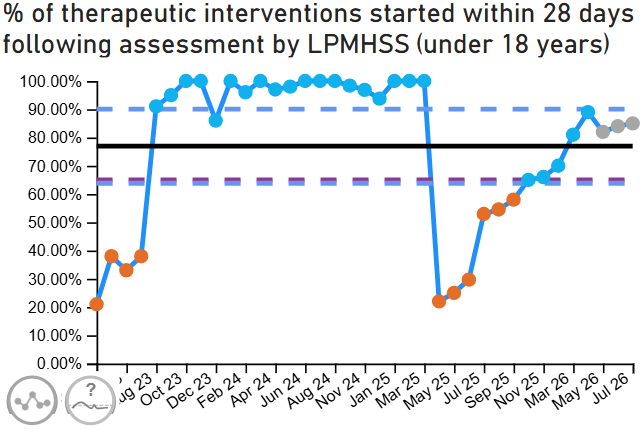 % of therapeutic interventions started within 28 days
following assessment by LPMHSS (under 18 years)
100.00%
90.00%
80.00%
70.00%
60.00%
50.00%
40.00%
30.00%
20.00%
10.00%
0.00%
Oct 23
Dec 23
Feb 24
Apr 24
Jun 24
Aug 24
Nov 24
Jan 25
Mar 25
May 25
Jul 25
Sep 25
Nov 25
Mar 26
May 26
Jul 26
?